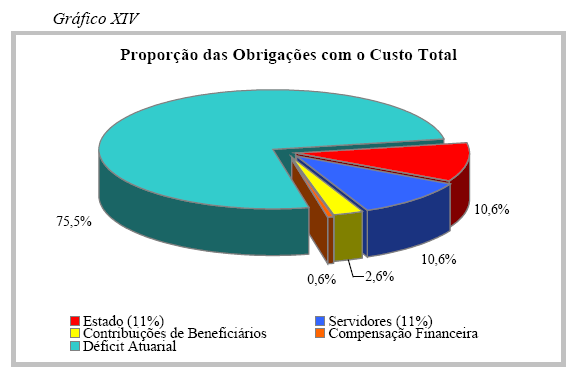 Gráfico XIV
Proporção das Obrigações com o Custo Total
75,5%
10,6%
10,6%
2,6%
0,6%
Estado (11%)
Servidores (11%)
Contribuições de Benefíciários
Compensação Financeira
Déficit Atuarial